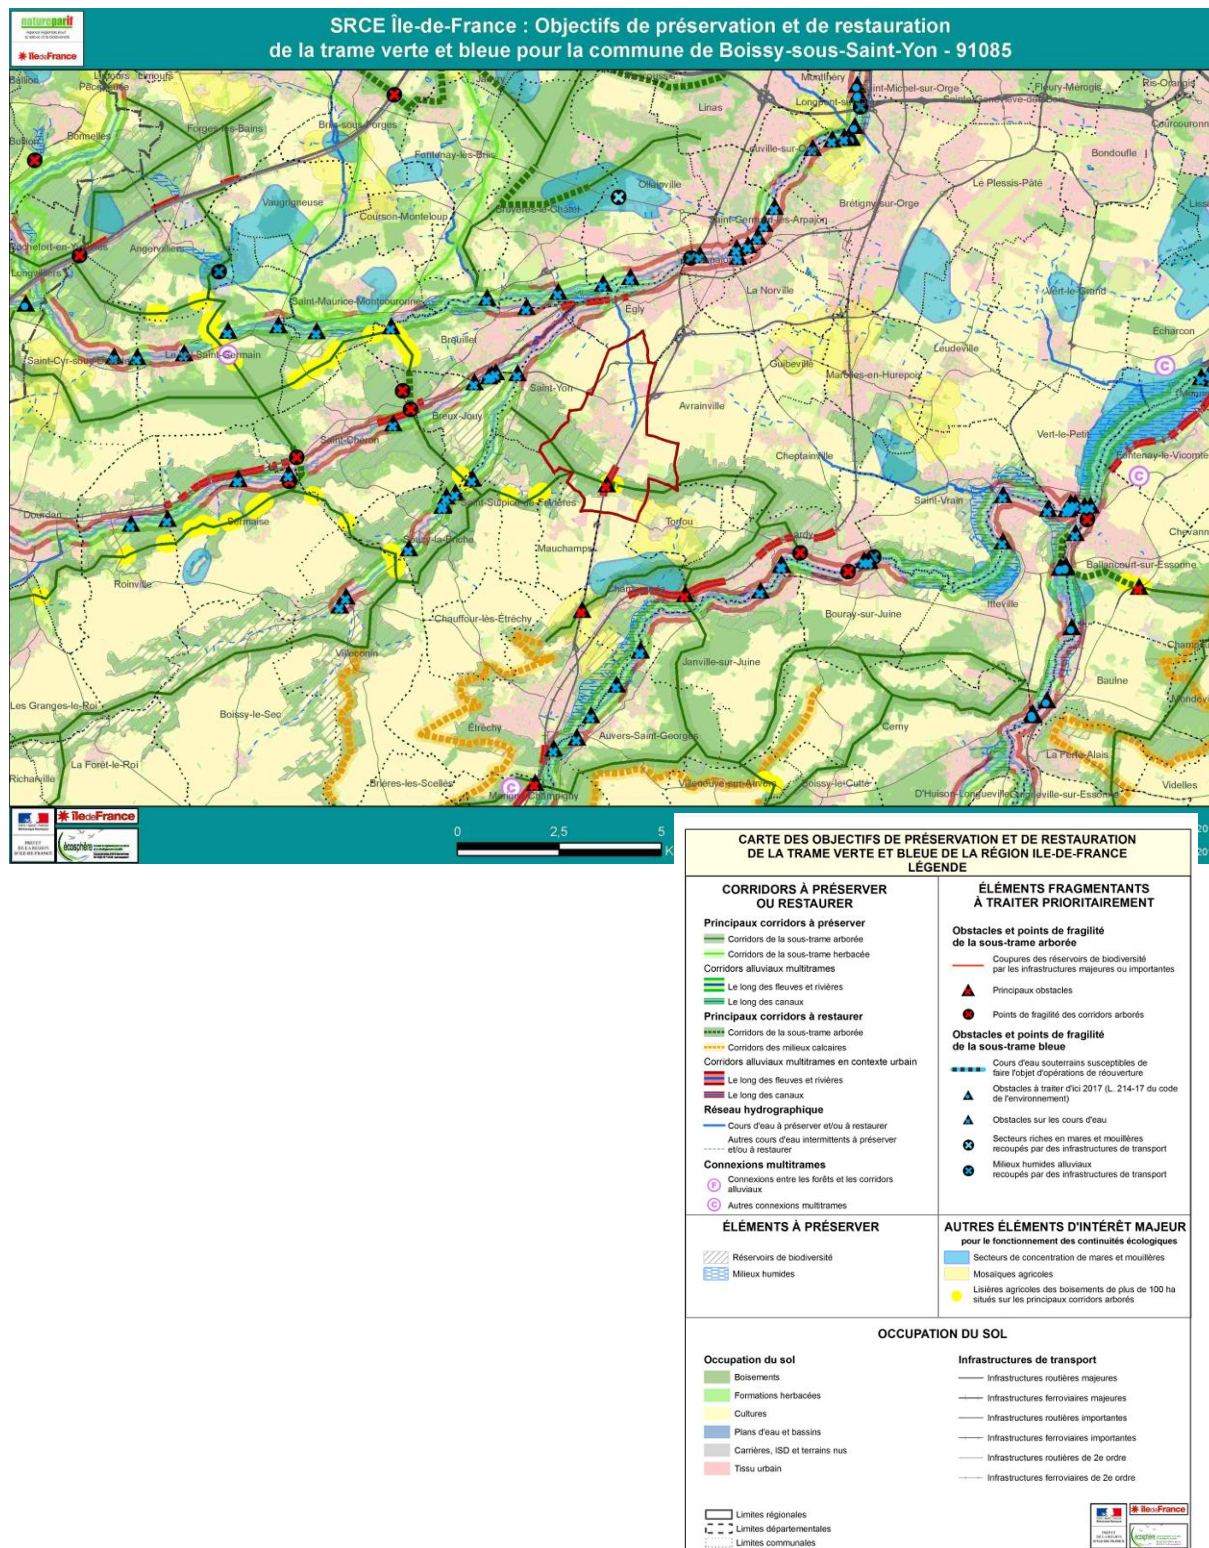 natureparif
îledeFrance
SRCE Île-de-France : Objectifs de préservation et de restauration
de la trame verte et bleue pour la commune de Boissy-sous-Saint-Yon - 91085
Limours
Pecqueuse
Bonnelles
Forges-les-Bains
Briis-sous-Forges
Fontenay-lès-Briis
Linas
Montlhéry
Saint-Michel-sur-Orge
Fleury-Mérogis
Ris-Orangis
Bondoufle
Vaugrigneuse
Courson-Monteloup
Bruyères-le-Châtel
Ollainville
Le Plessis-Pâté
Brétigny-sur-Orge
Saint-Germain-lès-Arpajon
Angervilliers
Longvilliers
Saint-Maurice-Montcouronne
La Norville
Vert-le-Grand
Echarcon
Égly
Breuillet
Guibeville
Leudeville
Marolles-en-Hurepoix
Saint-Yon
Breux-Jouy
Avrainville
Saint-Chéron
Cheptainville
Vert-le-Petit
Fontenay-le-Vicomte
Saint-Vrain
Dourdan
Sermaise
Saint-Sulpice-de-Favières
Torfou
Mauchamps
Souzy-la-Briche
Roinville
Ballancourt-sur-Essonne
Itteville
Chauffour-lès-Étréchy
Bouray-sur-Juine
Villeconin
Janville-sur-Juine
Baulne
Les Granges-le-Roi
Boissy-le-Sec
Étréchy
Auvers-Saint-Georges
Cerny
La Ferté-Alais
La Forêt-le-Roi
Richarville
Brières-les-Scellés
Villeneuve-sur-Auvers
Boissy-le-Cutté
Videlles
D'Huison-Longueville
îledeFrance
écosphère
0 2,5 5
CARTE DES OBJECTIFS DE PRÉSERVATION ET DE RESTAURATION
DE LA TRAME VERTE ET BLEUE DE LA RÉGION ILE-DE-FRANCE
LÉGENDE
CORRIDORS À PRÉSERVER
OU RESTAURER
Principaux corridors à préserver
Corridors de la sous-trame arborée
Corridors de la sous-trame herbacée
Corridors alluviaux multitrames
Le long des fleuves et rivières
Le long des canaux
Principaux corridors à restaurer
Corridors de la sous-trame arborée
Corridors des milieux calcaires
Corridors alluviaux multitrames en contexte urbain
Le long des fleuves et rivières
Le long des canaux
Réseau hydrographique
Cours d'eau à préserver et/ou à restaurer
Autres cours d'eau intermittents à préserver
et/ou à restaurer
Connexions multitrames
F
Connexions entre les forêts et les corridors
alluviaux
C
Autres connexions multitrames
ÉLÉMENTS FRAGMENTANTS
À TRAITER PRIORITAIREMENT
Obstacles et points de fragilité
de la sous-trame arborée
Coupures des réservoirs de biodiversité
par les infrastructures majeures ou importantes
Principaux obstacles
Points de fragilité des corridors arborés
Obstacles et points de fragilité
de la sous-trame bleue
Cours d'eau souterrains susceptibles de
faire l'objet d'opérations de réouverture
Obstacles à traiter d'ici 2017 (L. 214-17 du code
de l'environnement)
Obstacles sur les cours d'eau
Secteurs riches en mares et mouillères
recoupés par des infrastructures de transport
Milieux humides alluviaux
recoupés par des infrastructures de transport
ÉLÉMENTS À PRÉSERVER
Réservoirs de biodiversité
Milieux humides
AUTRES ÉLÉMENTS D'INTÉRÊT MAJEUR
pour le fonctionnement des continuités écologiques
Secteurs de concentration de mares et mouillères
Mosaïques agricoles
Lisières agricoles des boisements de plus de 100 ha
situés sur les principaux corridors arborés
OCCUPATION DU SOL
Occupation du sol
Boisements
Formations herbacées
Cultures
Plans d'eau et bassins
Carrières, ISD et terrains nus
Tissu urbain
Infrastructures de transport
Infrastructures routières majeures
Infrastructures ferroviaires majeures
Infrastructures routières importantes
Infrastructures ferroviaires importantes
Infrastructures routières de 2e ordre
Infrastructures ferroviaires de 2e ordre
Limites régionales
Limites départementales
Limites communales
îledeFrance